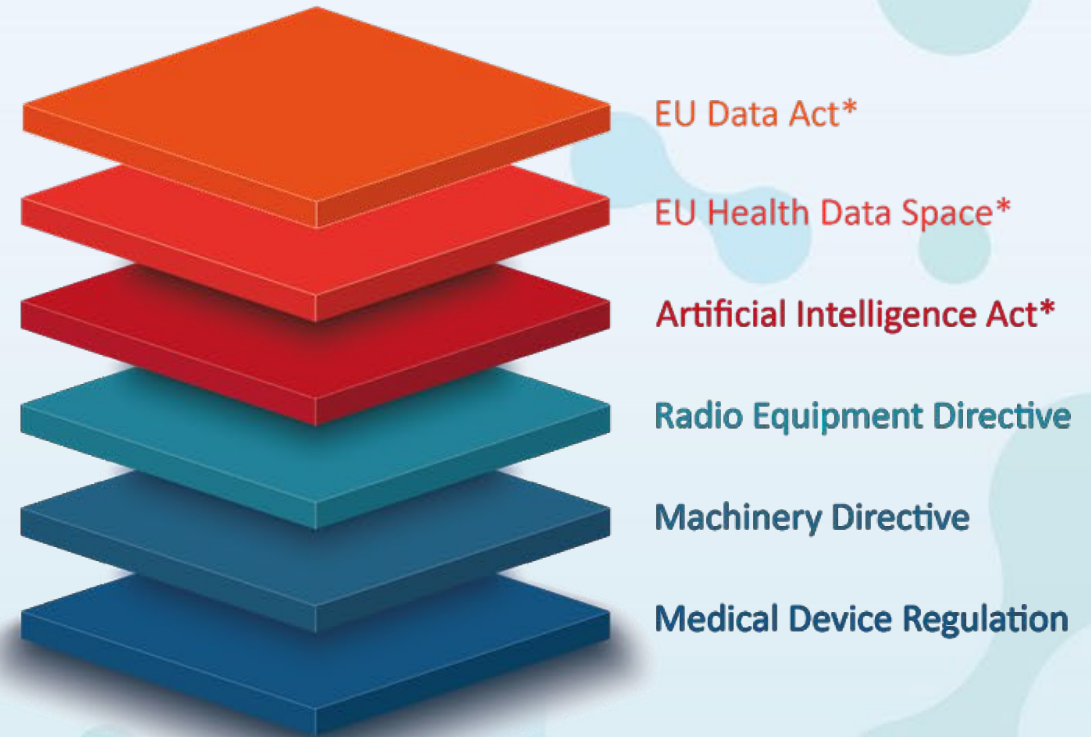 EU Data Act*
EU Health Data Space*
Artificial Intelligence Act*
Radio Equipment Directive
Machinery Directive
Medical Device Regulation